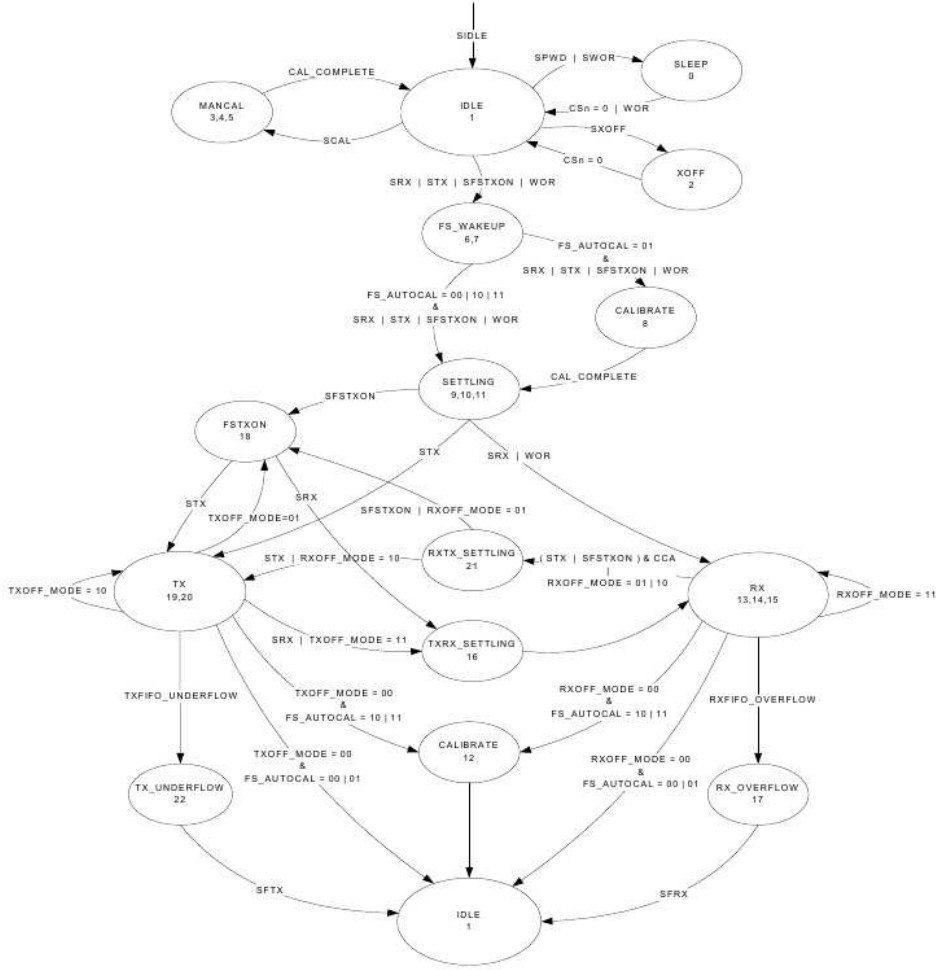 SIDLE
SPWD | SWOR
SLEEP
0
CAL_COMPLETE
MANCAL
3,4,5
IDLE
1
CSn = 0 | WOR
SXOFF
SCAL
CSn = 0
XOFF
2
SRX | STX | SFSTXON | WOR
FS_WAKEUP
6,7
FS_AUTOCAL = 01
&
SRX | STX | SFSTXON | WOR
FS_AUTOCAL = 00 | 10 | 11
&
SRX | STX | SFSTXON | WOR
CALIBRATE
8
CAL_COMPLETE
SETTLING
9,10,11
SFSTXON
FSTXON
18
STX
SRX | WOR
STX
SRX
TXOFF_MODE=01
SFSTXON | RXOFF_MODE = 01
STX | RXOFF_MODE = 10
RXTX_SETTLING
21
( STX | SFSTXON ) & CCA
|
RXOFF_MODE = 01 | 10
TXOFF_MODE = 10
TX
19,20
RX
13,14,15
RXOFF_MODE = 11
SRX | TXOFF_MODE = 11
TXRX_SETTLING
16
TXFIFO_UNDERFLOW
TXOFF_MODE = 00
&
FS_AUTOCAL = 10 | 11
RXOFF_MODE = 00
&
FS_AUTOCAL = 10 | 11
RXFIFO_OVERFLOW
CALIBRATE
12
TXOFF_MODE = 00
&
FS_AUTOCAL = 00 | 01
RXOFF_MODE = 00
&
FS_AUTOCAL = 00 | 01
TX_UNDERFLOW
22
RX_OVERFLOW
17
SFTX
SFRX
IDLE
1